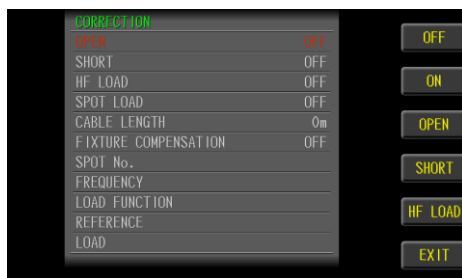 CORRECTION
OPEN OFF
SHORT OFF
HF LOAD OFF
SPOT LOAD OFF
CABLE LENGTH 0m
FIXTURE COMPENSATION OFF
SPOT No.
FREQUENCY
LOAD FUNCTION
REFERENCE
LOAD
OFF
ON
OPEN
SHORT
HF LOAD
EXIT